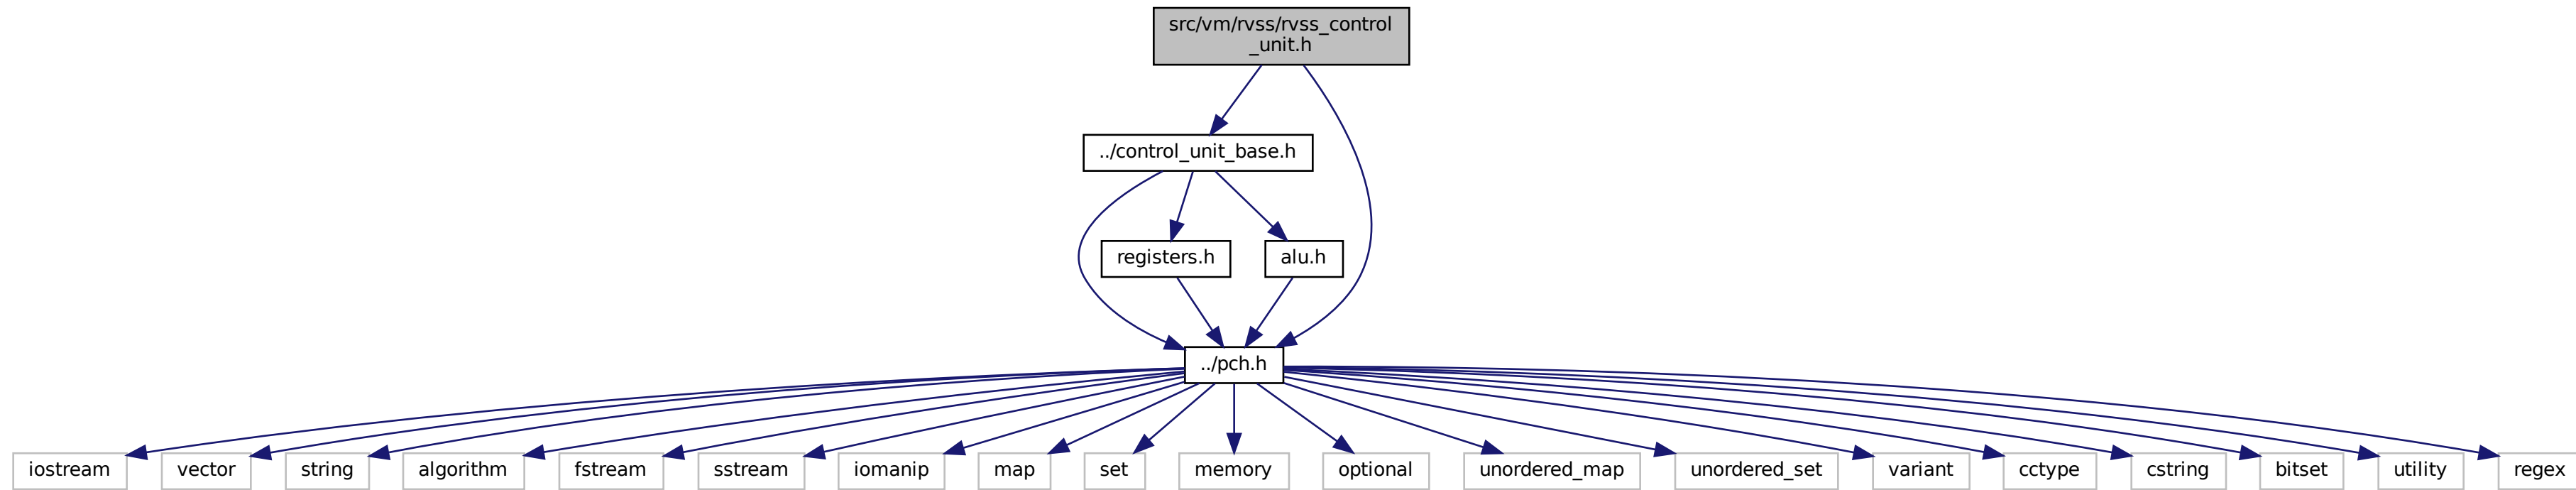 src/vm/rvss/rvss_control
_unit.h
../control_unit_base.h
registers.h
alu.h
../pch.h
iostream
vector
string
algorithm
fstream
sstream
iomanip
map
set
memory
optional
unordered_map
unordered_set
variant
cctype
cstring
bitset
utility
regex